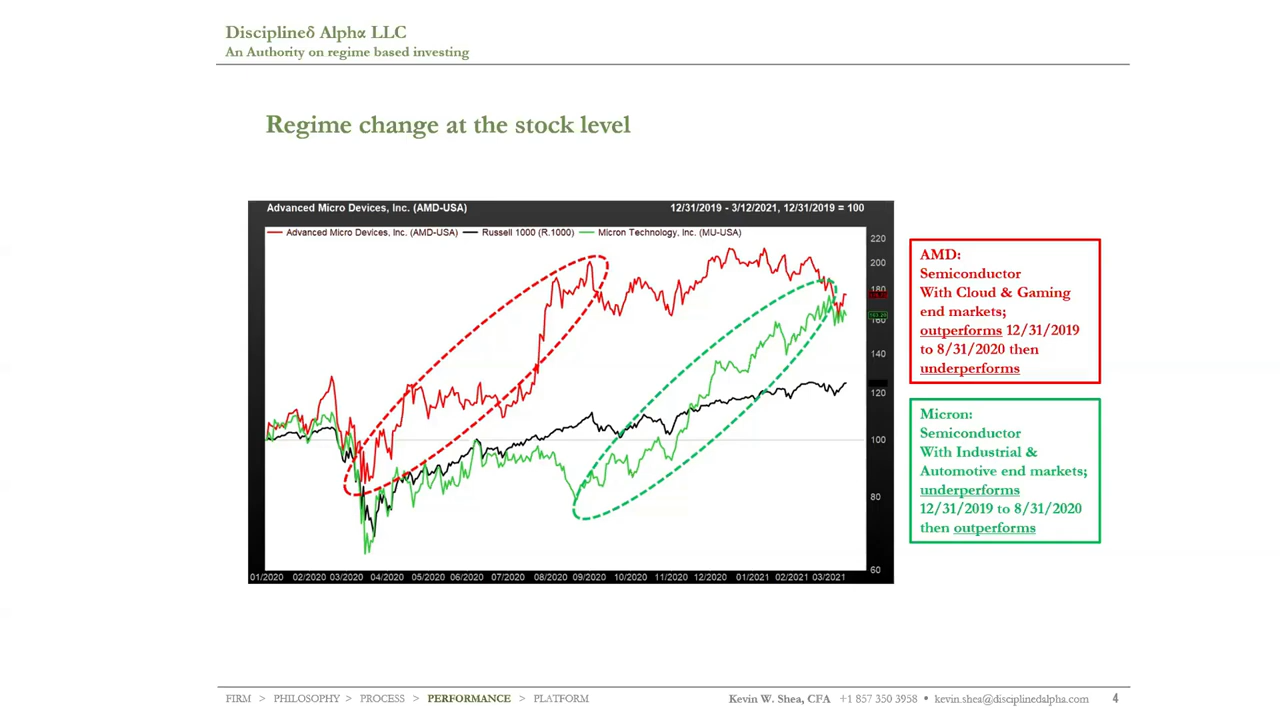 Disciplineδ Alphα LLC
An Authority on regime based investing
Regime change at the stock level
Advanced Micro Devices, Inc. (AMD-USA)
12/31/2019 - 3/12/2021, 12/31/2019 = 100
Advanced Micro Devices, Inc. (AMD-USA)
Russell 1000 (R.1000)
Micron Technology, Inc. (MU-USA)
220
200
180
160
140
120
100
80
60
01/2020 02/2020 03/2020 04/2020 05/2020 06/2020 07/2020 08/2020 09/2020 10/2020 11/2020 12/2020 01/2021 02/2021 03/2021
AMD:
Semiconductor
With Cloud & Gaming
end markets;
outperforms 12/31/2019
to 8/31/2020 then
underperforms
Micron:
Semiconductor
With Industrial &
Automotive end markets;
underperforms
12/31/2019 to 8/31/2020
then outperforms
FIRM > PHILOSOPHY > PROCESS > PERFORMANCE > PLATFORM
Kevin W. Shea, CFA +1 857 350 3958 • kevin.shea@disciplinedalpha.com 4